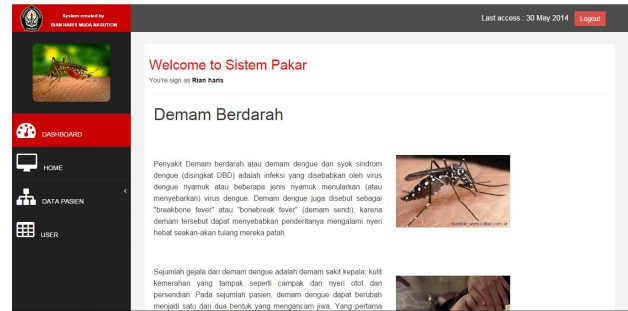 System created by
RIAN HARIS MUDA NASUTION
Last access : 30 May 2014 Logout
Welcome to Sistem Pakar
You're sign as Rian haris
DASHBOARD
HOME
DATA PASIEN
USER
Demam Berdarah
Penyakit Demam berdarah atau demam dengue dan syok sindrom
dengue (disingkat DBD) adalah infeksi yang disebabkan oleh virus
dengue nyamuk atau beberapa jenis nyamuk menularkan (atau
menyebarkan) virus dengue. Demam dengue juga disebut sebagai
"breakbone fever" atau "bonebreak fever" (demam sendi), karena
demam tersebut dapat menyebabkan penderitanya mengalami nyeri
hebat seakan-akan tulang mereka patah.
Sejumlah gejala dari demam dengue adalah demam sakit kepala; kulit
kemerahan yang tampak seperti campak dan nyeri otot dan
persendian. Pada sejumlah pasien, demam dengue dapat berubah
menjadi satu dari dua bentuk yang mengancam jiwa. Yang pertama